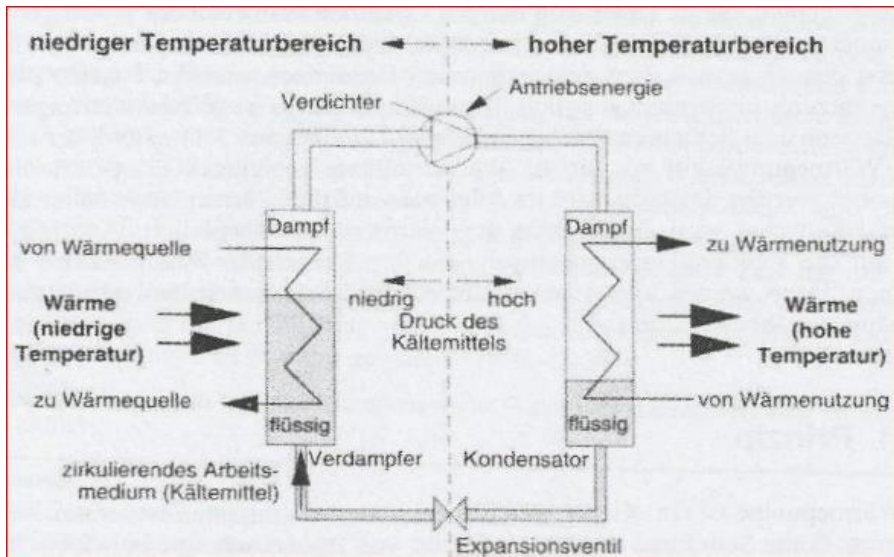 niedriger Temperaturbereich
hoher Temperaturbereich
Verdichter
Antriebsenergie
Dampf
Dampf
von Wärmequelle
zu Wärmenutzung
niedrig
hoch
Druck des
Kältemittels
Wärme
(niedrige
Temperatur)
Wärme
(hohe
Temperatur)
zu Wärmequelle
von Wärmenutzung
flüssig
flüssig
Verdampfer
Kondensator
zirkulierendes Arbeits-
medium (Kältemittel)
Expansionsventil